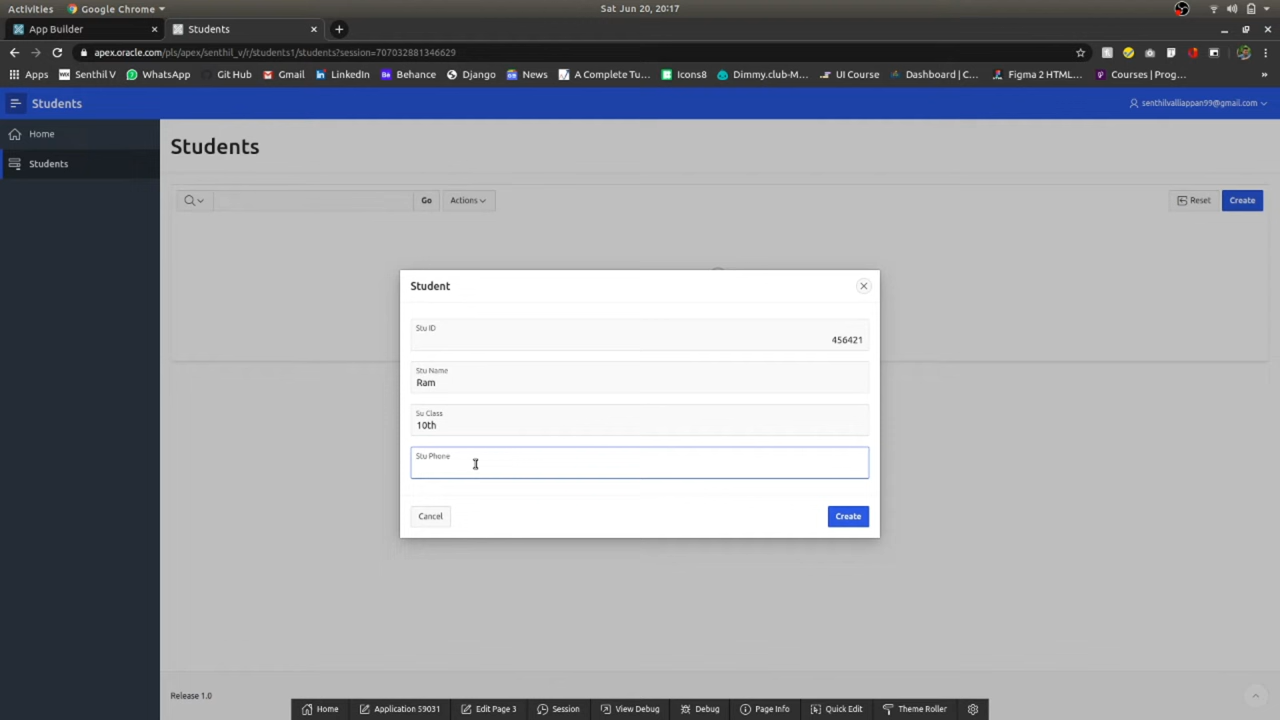 Activities Google Chrome Sat Jun 20, 20:17
App Builder Students
apex.oracle.com/pls/apex/senthil_v/r/students1/students?session=707032881346629
Apps Senthil V WhatsApp Git Hub Gmail LinkedIn Behance Django News A Complete Tu... Icons8 Dimmy.club-M... UI Course Dashboard | C... Figma 2 HTML... Courses | Prog... »
Students senthilvalliappan99@gmail.com
Home
Students
Students
Go Actions Reset Create
Student
Stu ID
456421
Stu Name
Ram
Su Class
10th
Stu Phone
Cancel Create
Release 1.0
Home Application 59031 Edit Page 3 Session View Debug Debug Page Info Quick Edit Theme Roller